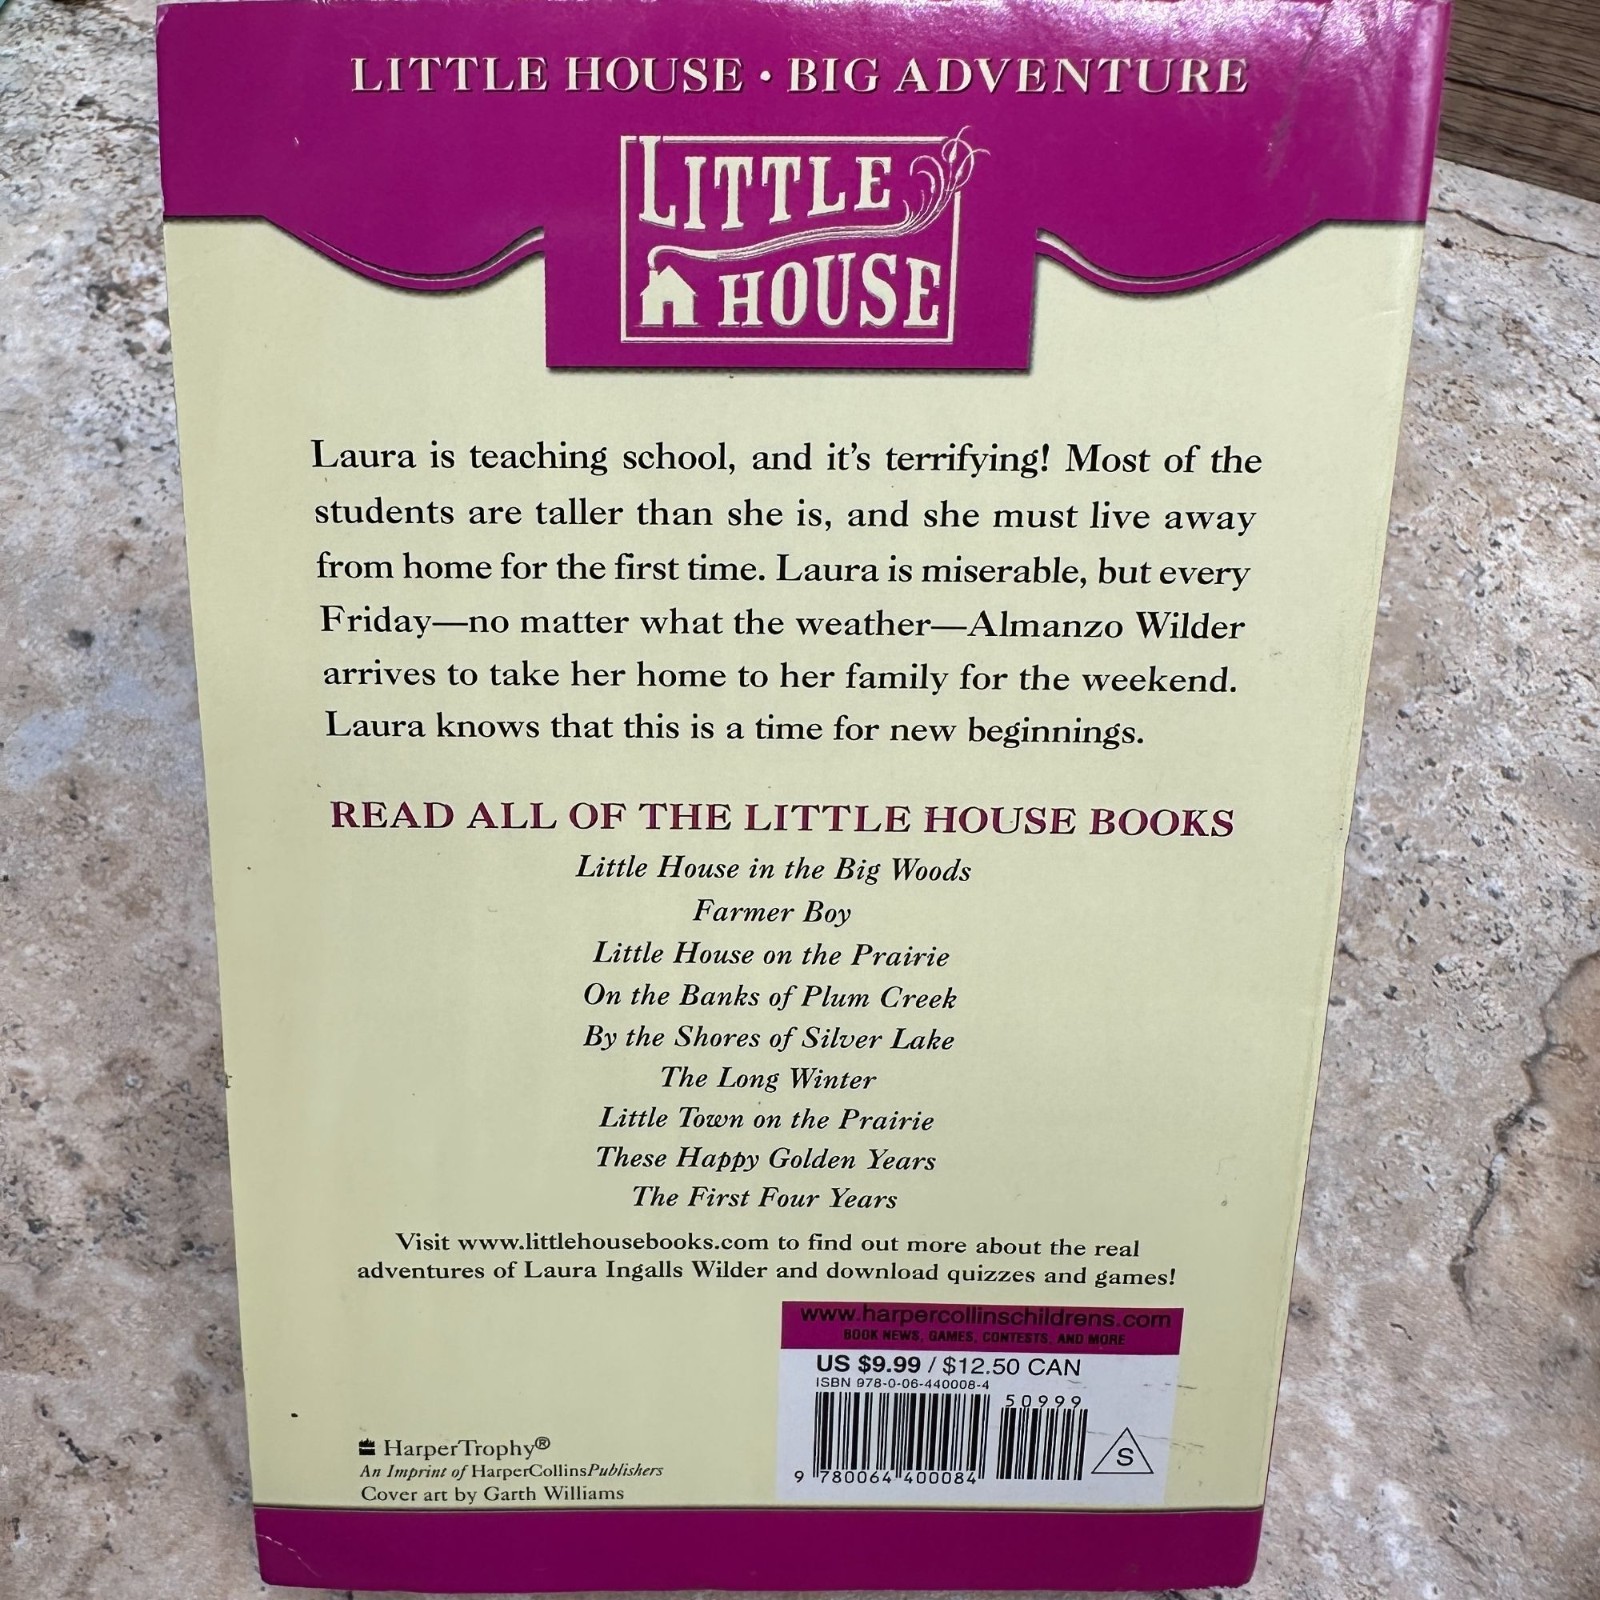 LITTLE HOUSE • BIG ADVENTURE
LITTLE
HOUSE
Laura is teaching school, and it's terrifying! Most of the
students are taller than she is, and she must live away
from home for the first time. Laura is miserable, but every
Friday—no matter what the weather—Almanzo Wilder
arrives to take her home to her family for the weekend.
Laura knows that this is a time for new beginnings.
READ ALL OF THE LITTLE HOUSE BOOKS
Little House in the Big Woods
Farmer Boy
Little House on the Prairie
On the Banks of Plum Creek
By the Shores of Silver Lake
The Long Winter
Little Town on the Prairie
These Happy Golden Years
The First Four Years
Visit www.littlehousebooks.com to find out more about the real
adventures of Laura Ingalls Wilder and download quizzes and games!
www.harpercollinschildrens.com
BOOK NEWS, GAMES, CONTESTS, AND MORE
US $9.99 / $12.50 CAN
ISBN 978-0-06-440008-4
50999
9 780064 400084
S
HarperTrophy®
An Imprint of HarperCollinsPublishers
Cover art by Garth Williams